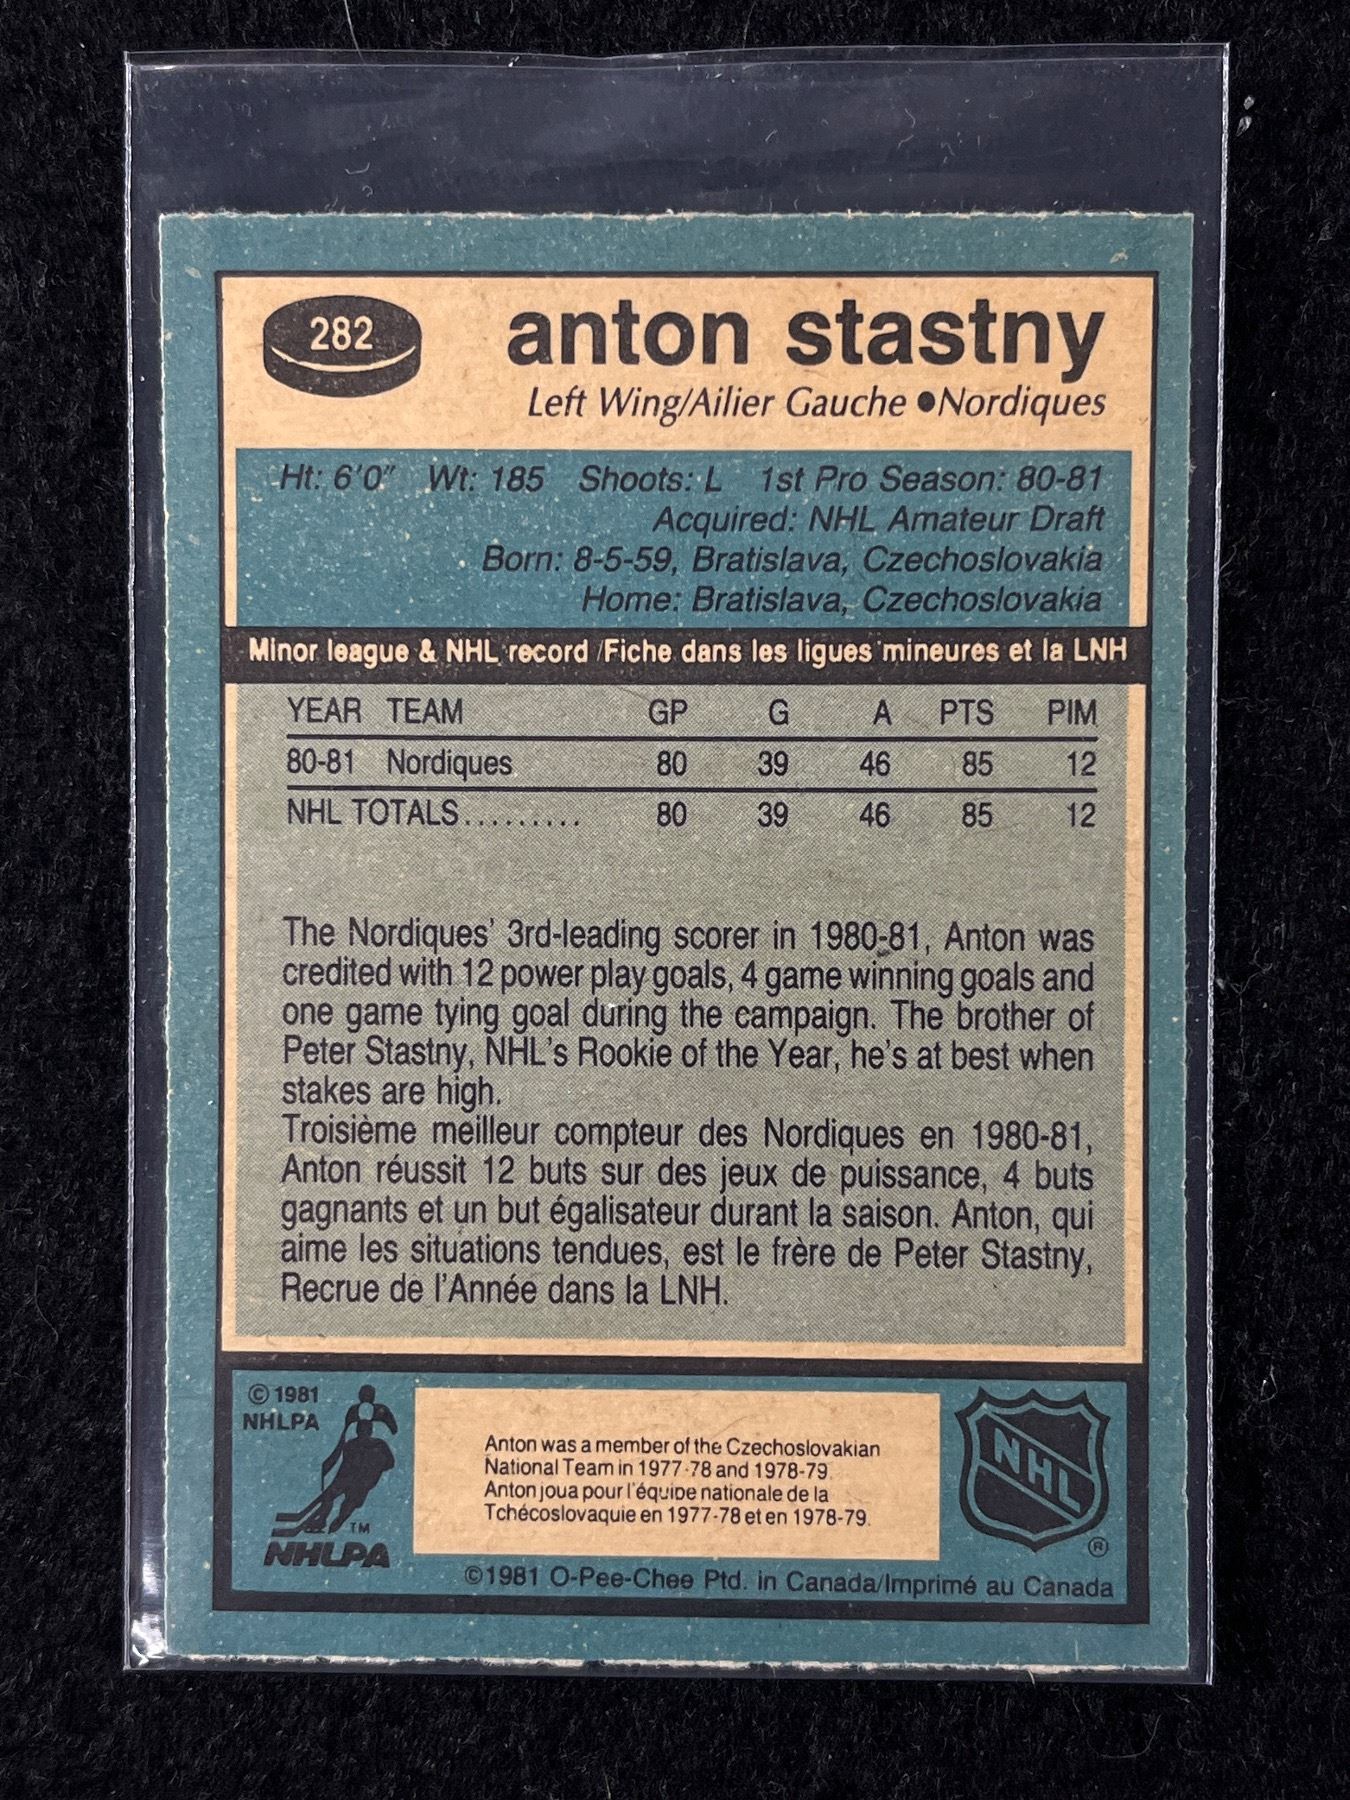 282
anton stastny
Left Wing/Ailier Gauche ●Nordiques
Ht: 6'0" Wt: 185 Shoots: L 1st Pro Season: 80-81
Acquired: NHL Amateur Draft
Born: 8-5-59, Bratislava, Czechoslovakia
Home: Bratislava, Czechoslovakia
Minor league & NHL record /Fiche dans les ligues mineures et la LNH
YEAR TEAM GP G A PTS PIM
80-81 Nordiques 80 39 46 85 12
NHL TOTALS......... 80 39 46 85 12
The Nordiques' 3rd-leading scorer in 1980-81, Anton was
credited with 12 power play goals, 4 game winning goals and
one game tying goal during the campaign. The brother of
Peter Stastny, NHL's Rookie of the Year, he's at best when
stakes are high.
Troisième meilleur compteur des Nordiques en 1980-81,
Anton réussit 12 buts sur des jeux de puissance, 4 buts
gagnants et un but égalisateur durant la saison. Anton, qui
aime les situations tendues, est le frère de Peter Stastny,
Recrue de l'Année dans la LNH.
© 1981
NHLPA
TM
NHLPA
Anton was a member of the Czechoslovakian
National Team in 1977-78 and 1978-79.
Anton joua pour l'équipe nationale de la
Tchécoslovaquie en 1977-78 et en 1978-79.
NHL
®
©1981 O-Pee-Chee Ptd. in Canada/Imprimé au Canada